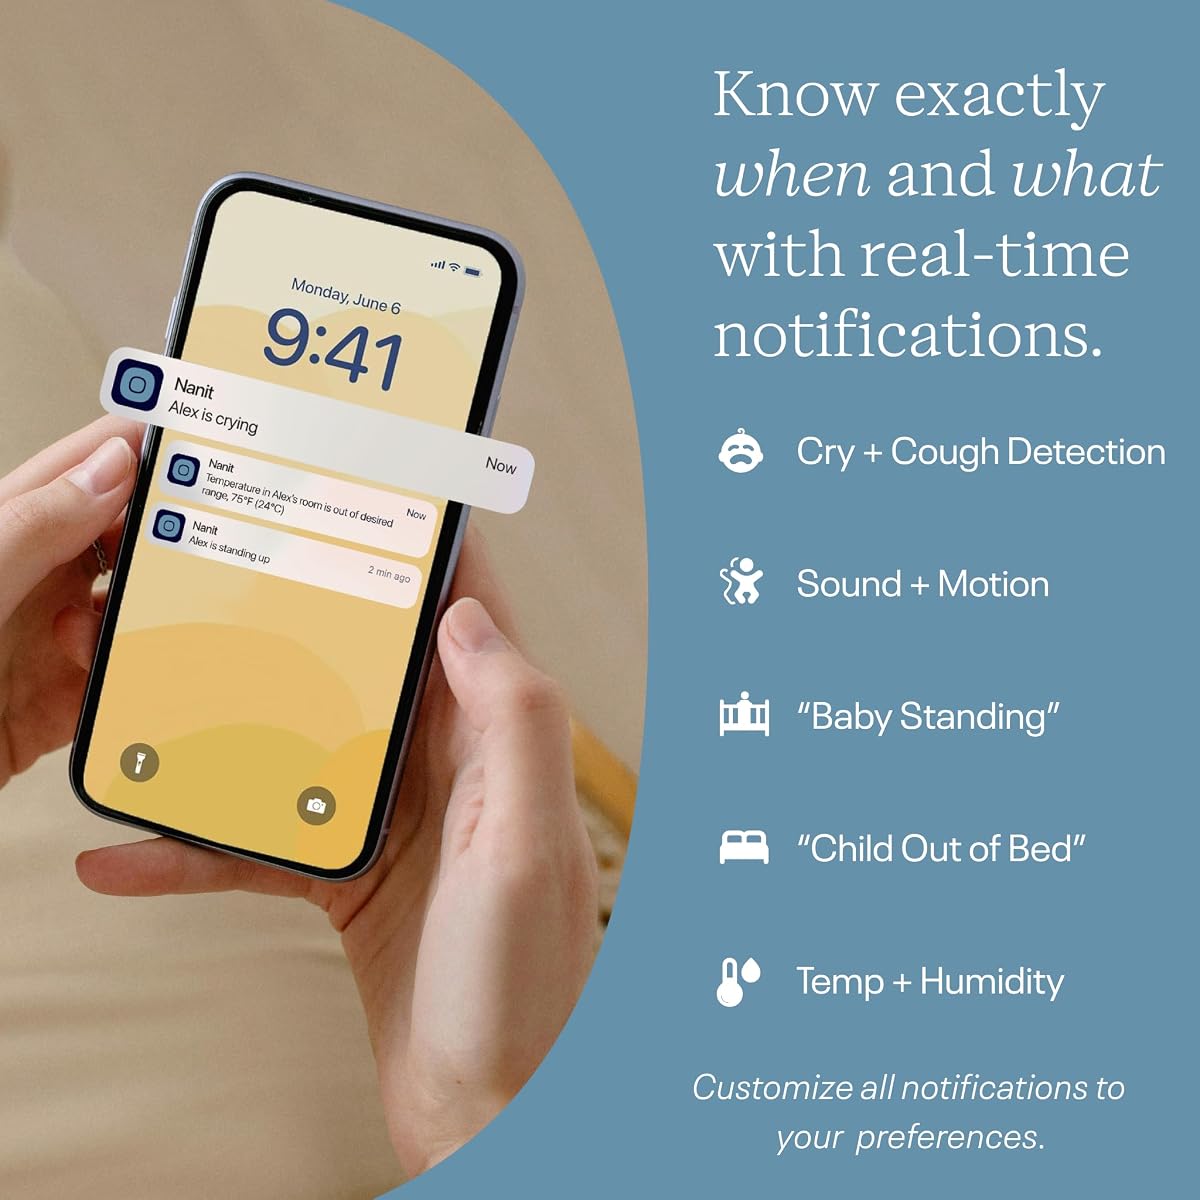 Know exactly
when and what
with real-time
notifications.
Monday, June 6
9:41
Nanit
Alex is crying
Now
Nanit
Temperature in Alex's room is out of desired
range, 75°F (24°C)
Now
Nanit
Alex is standing up
2 min ago
Cry + Cough Detection
Sound + Motion
“Baby Standing”
“Child Out of Bed”
Temp + Humidity
Customize all notifications to
your preferences.